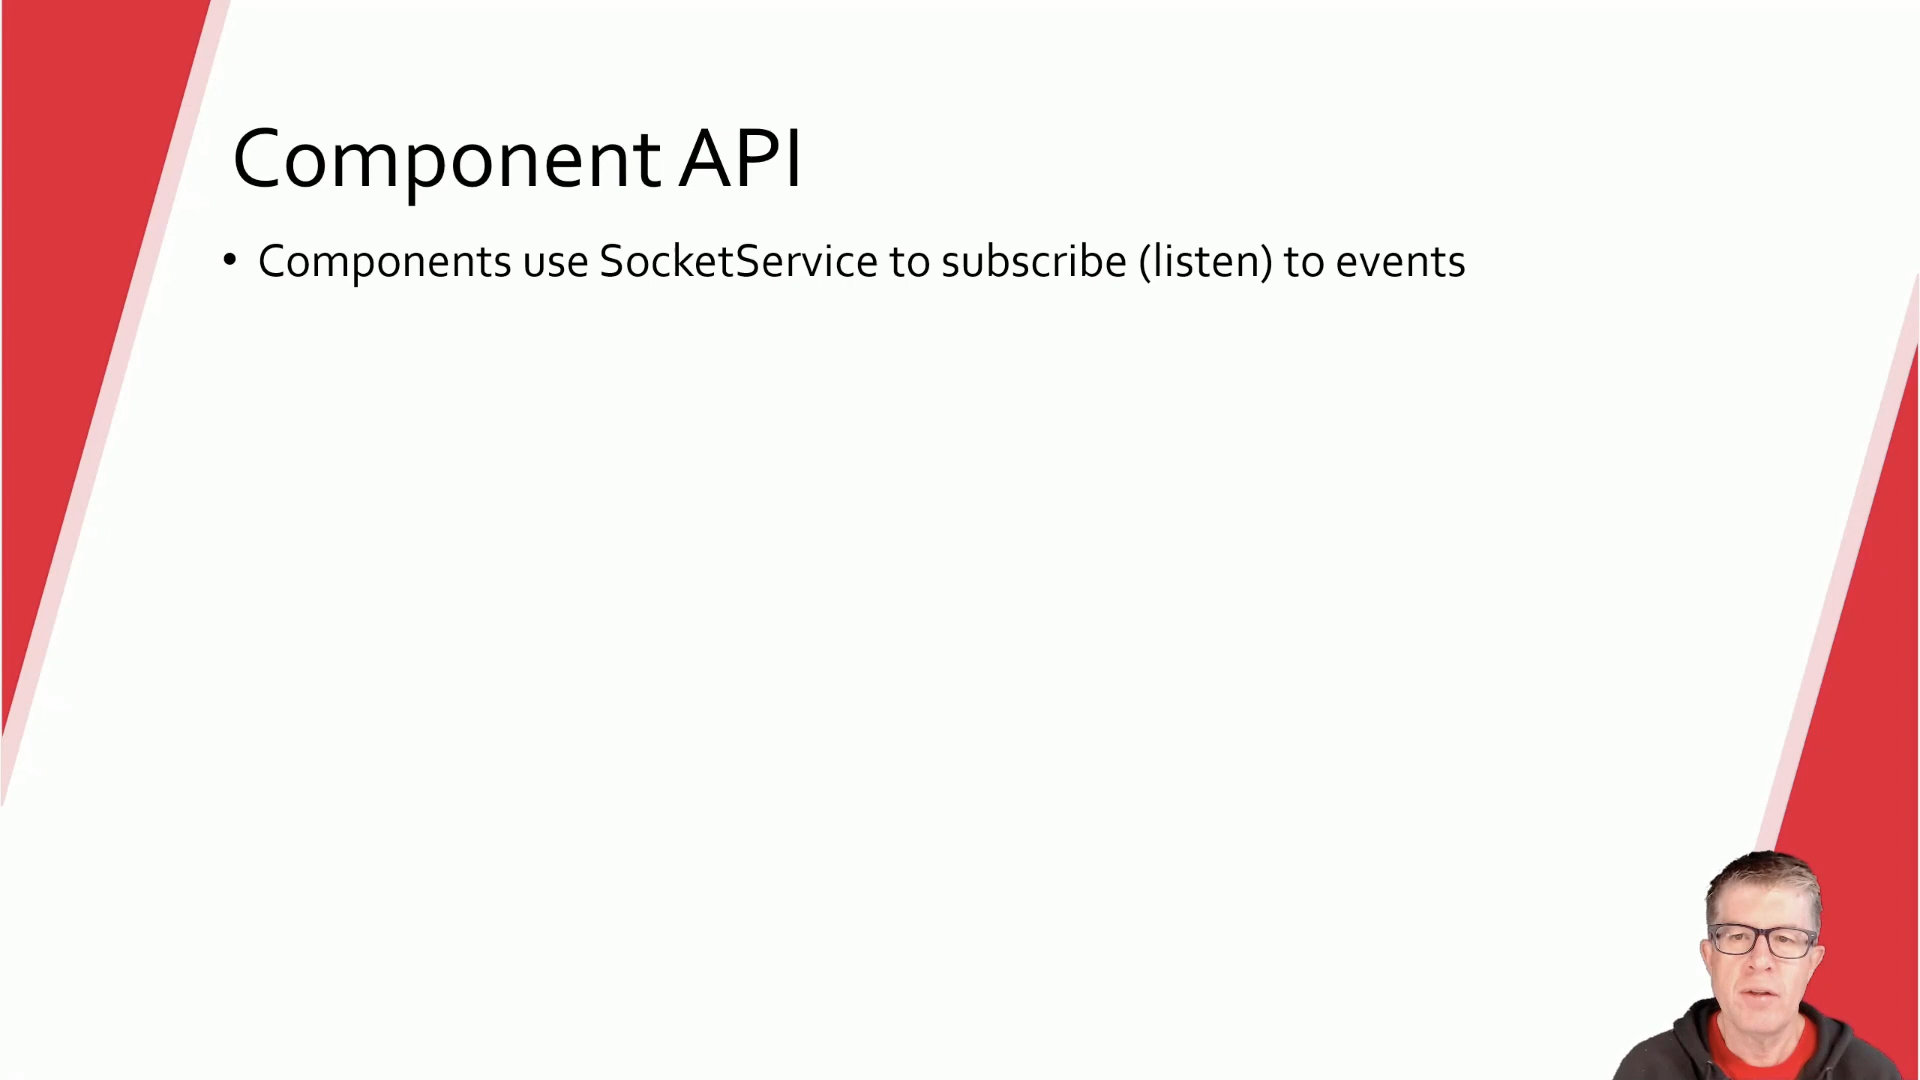 Component API
• Components use SocketService to subscribe (listen) to events